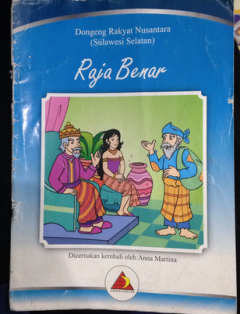 Dongeng Rakyat Nusantara
(Sulawesi Selatan)
Raja Benar
Diceritakan kembali oleh: Anna Martina